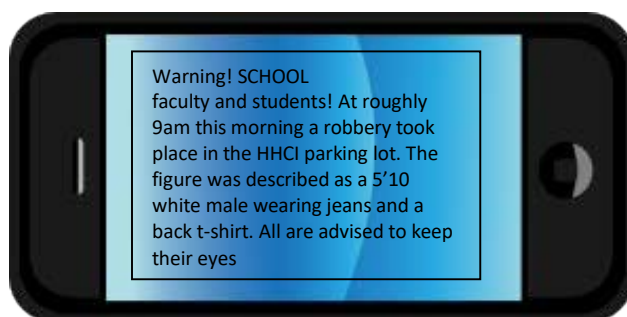 Warning! SCHOOL
faculty and students! At roughly
9am this morning a robbery took
place in the HHCI parking lot. The
figure was described as a 5’10
white male wearing jeans and a
back t-shirt. All are advised to keep
their eyes